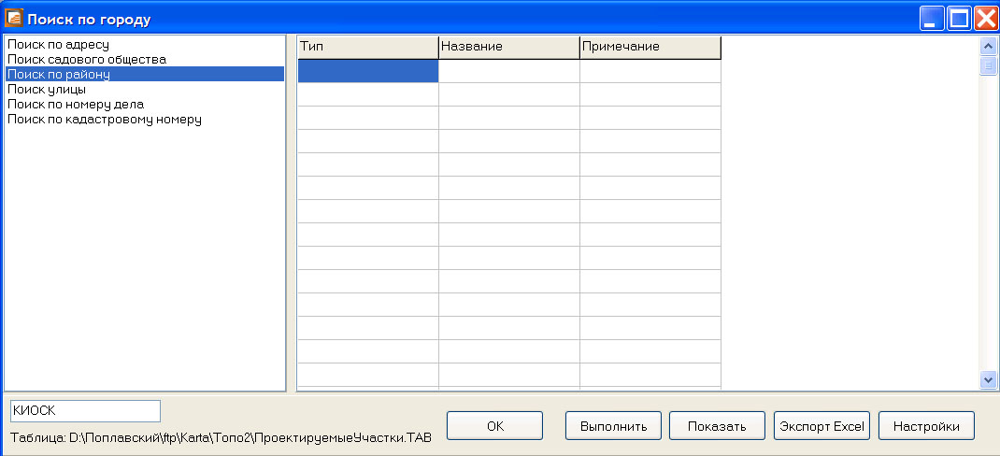 Поиск по городу
Поиск по адресу
Поиск садового общества
Поиск по району
Поиск улицы
Поиск по номеру дела
Поиск по кадастровому номеру
Тип Название Примечание
КИОСК
Таблица: D:\Поплавский\ftp\Karta\Топо2\ПроектируемыеУчастки.TAB
OK Выполнить Показать Экспорт Excel Настройки